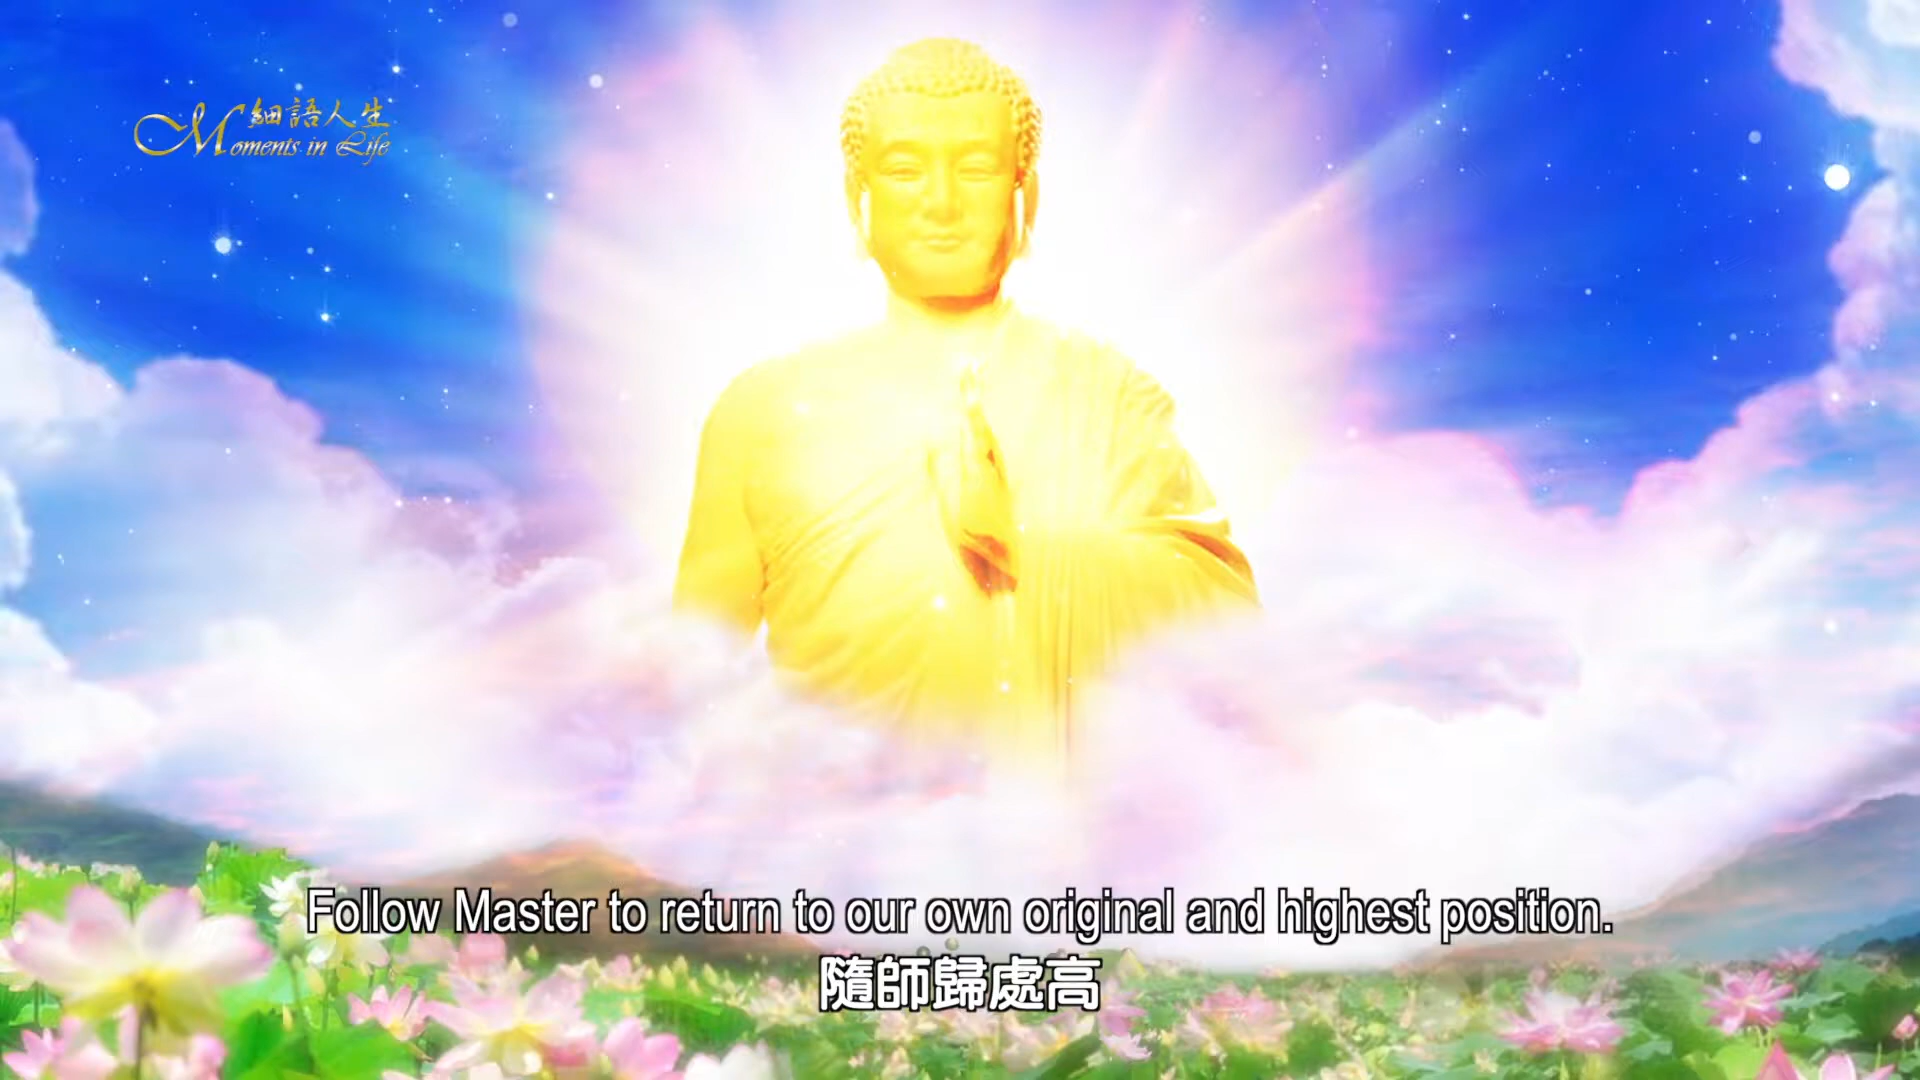 細語人生
Moments in Life
Follow Master to return to our own original and highest position.
隨師歸處高